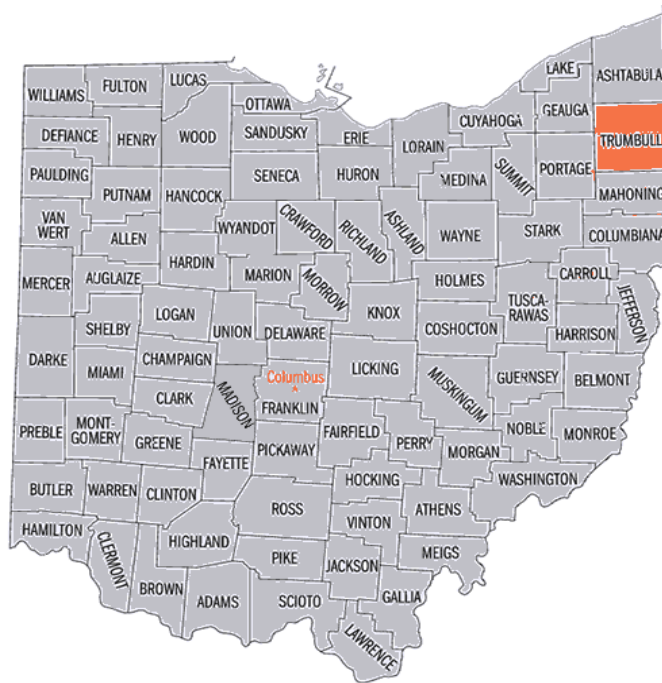 LAKE
ASHTABULA
WILLIAMS
FULTON
LUCAS
OTTAWA
GEAUGA
CUYAHOGA
DEFIANCE
HENRY
WOOD
SANDUSKY
ERIE
LORAIN
TRUMBULL
PAULDING
PUTNAM
HANCOCK
SENECA
HURON
MEDINA
SUMMIT
PORTAGE
MAHONING
VAN
WERT
ALLEN
WYANDOT
CRAWFORD
RICHLAND
ASHLAND
WAYNE
STARK
COLUMBIANA
MERCER
AUGLAIZE
HARDIN
MARION
MORROW
HOLMES
CARROLL
JEFFERSON
LOGAN
UNION
KNOX
TUSCA-
RAWAS
SHELBY
DELAWARE
COSHOCTON
HARRISON
DARKE
MIAMI
CHAMPAIGN
Columbus
LICKING
MUSKINGUM
GUERNSEY
BELMONT
CLARK
MADISON
FRANKLIN
PREBLE
MONT-
GOMERY
GREENE
PICKAWAY
FAIRFIELD
PERRY
MORGAN
NOBLE
MONROE
FAYETTE
HOCKING
WASHINGTON
BUTLER
WARREN
CLINTON
ROSS
ATHENS
HAMILTON
CLERMONT
HIGHLAND
VINTON
MEIGS
PIKE
JACKSON
BROWN
ADAMS
SCIOTO
GALLIA
LAWRENCE